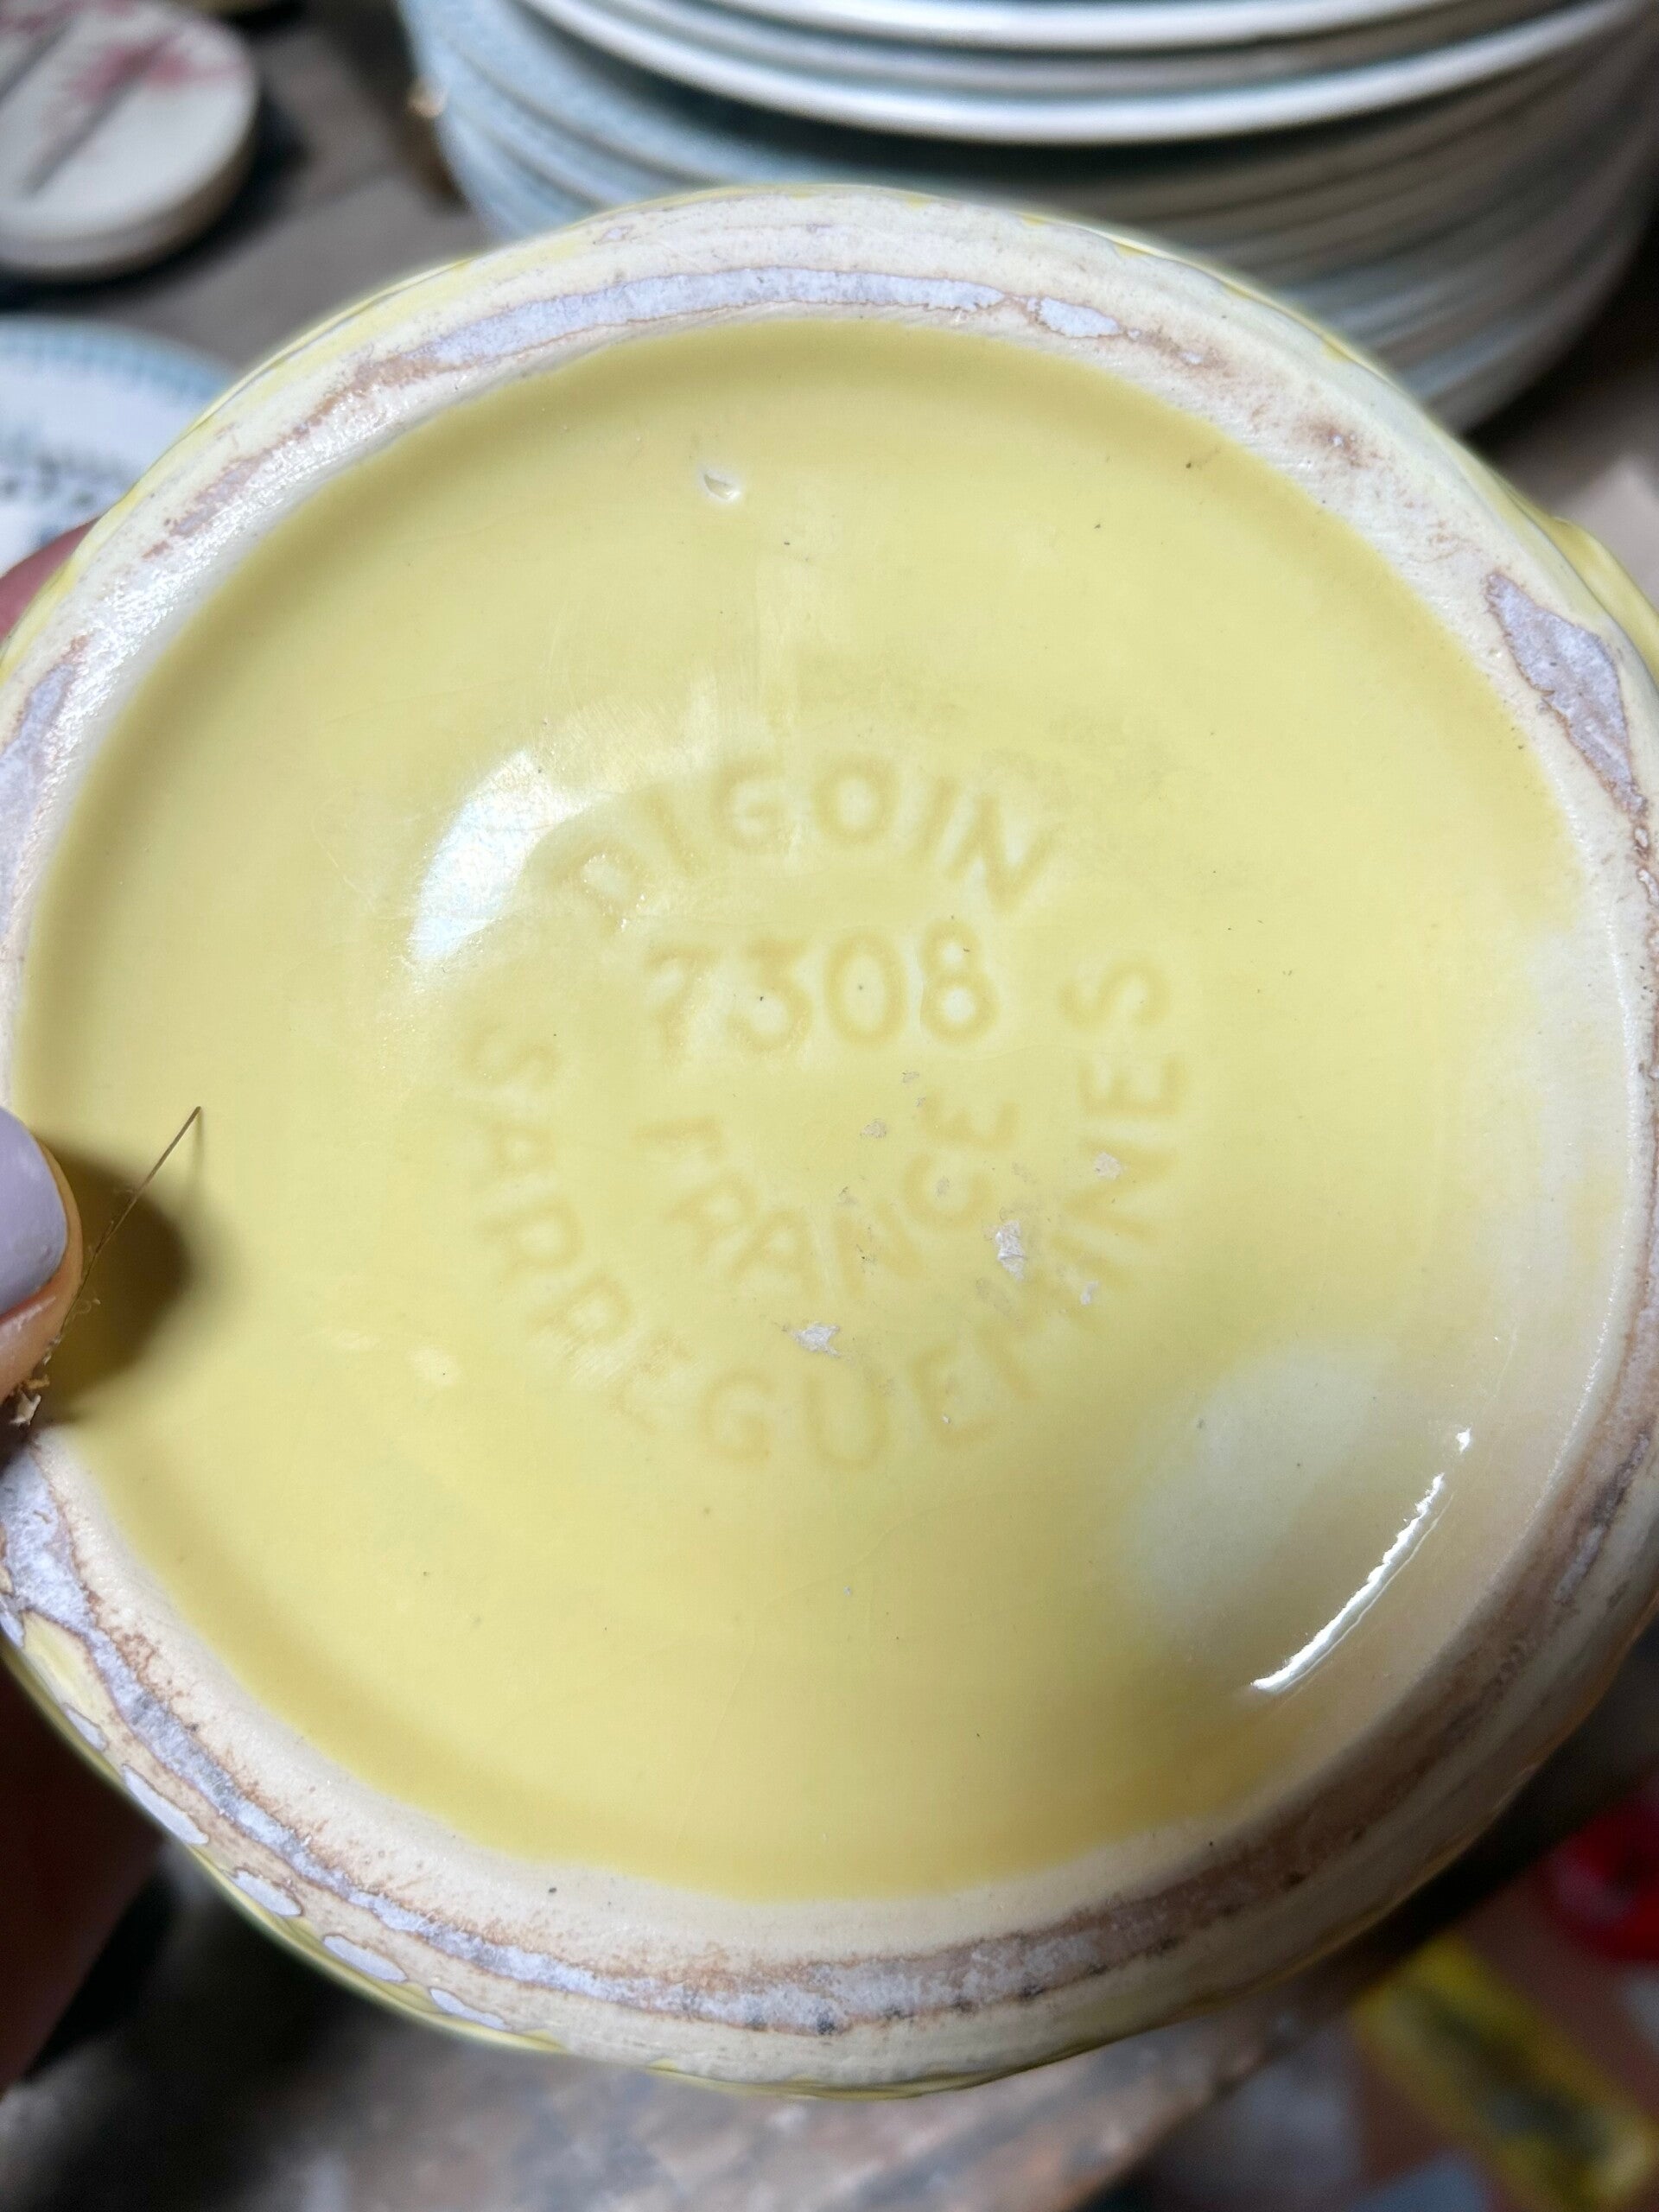 DIGOIN
7308
FRANCE
SARREGUEMINES